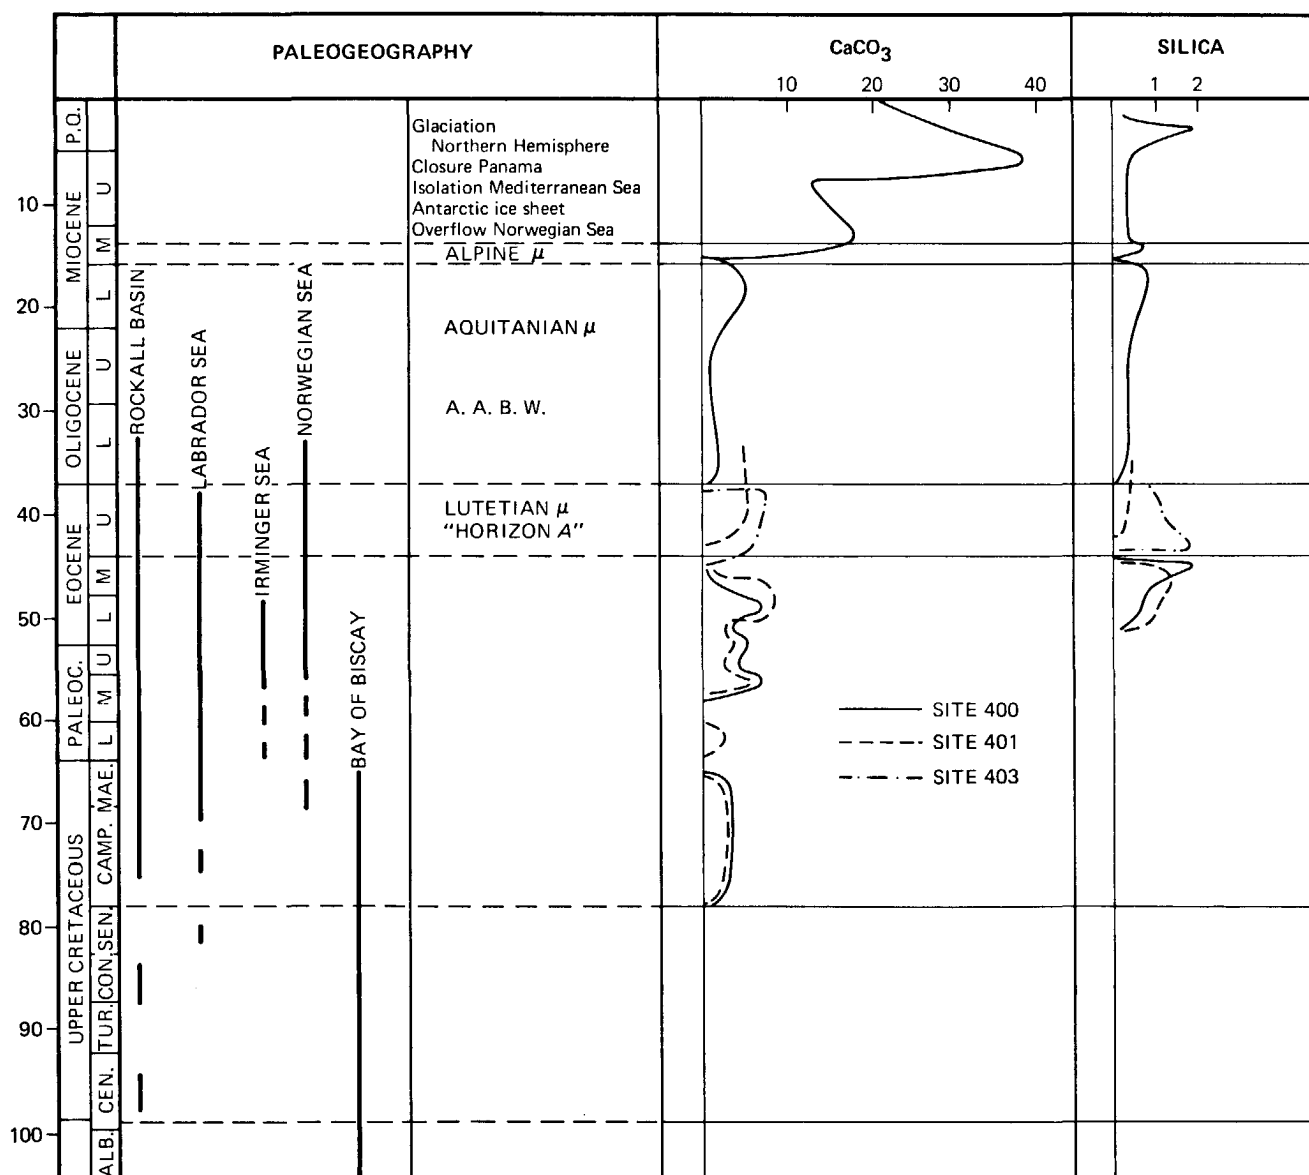 PALEOGEOGRAPHY
CaCO3
SILICA
10 20 30 40
1 2
P.Q.
MIOCENE
OLIGOCENE
EOCENE
PALEOC.
UPPER CRETACEOUS
U
M
L
U
L
U
M
L
U
M
L
MAE.
CAMP.
SEN.
CON.
TUR.
CEN.
ALB.
10
20
30
40
50
60
70
80
90
100
ROCKALL BASIN
LABRADOR SEA
IRMINGER SEA
NORWEGIAN SEA
BAY OF BISCAY
Glaciation
Northern Hemisphere
Closure Panama
Isolation Mediterranean Sea
Antarctic ice sheet
Overflow Norwegian Sea
ALPINE μ
AQUITANIAN μ
A. A. B. W.
LUTETIAN μ
"HORIZON A"
SITE 400
SITE 401
SITE 403